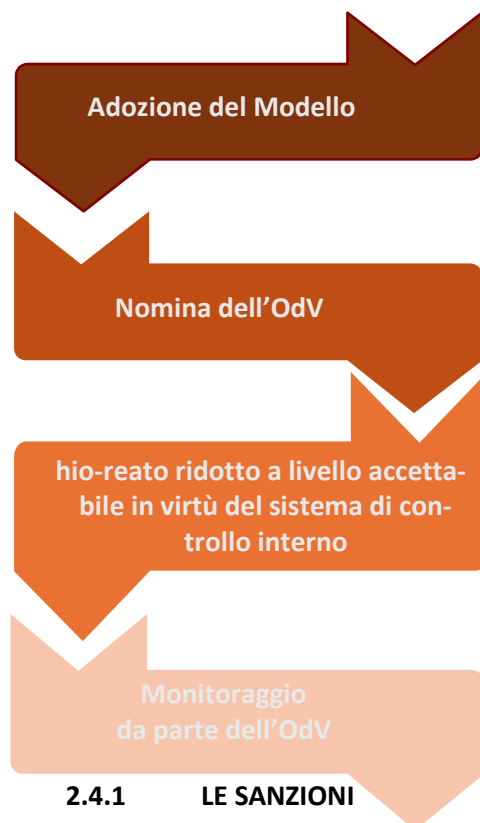 Adozione del Modello
Nomina dell'OdV
hio-reato ridotto a livello accetta-
bile in virtù del sistema di con-
trollo interno
Monitoraggio
da parte dell'OdV
2.4.1 LE SANZIONI